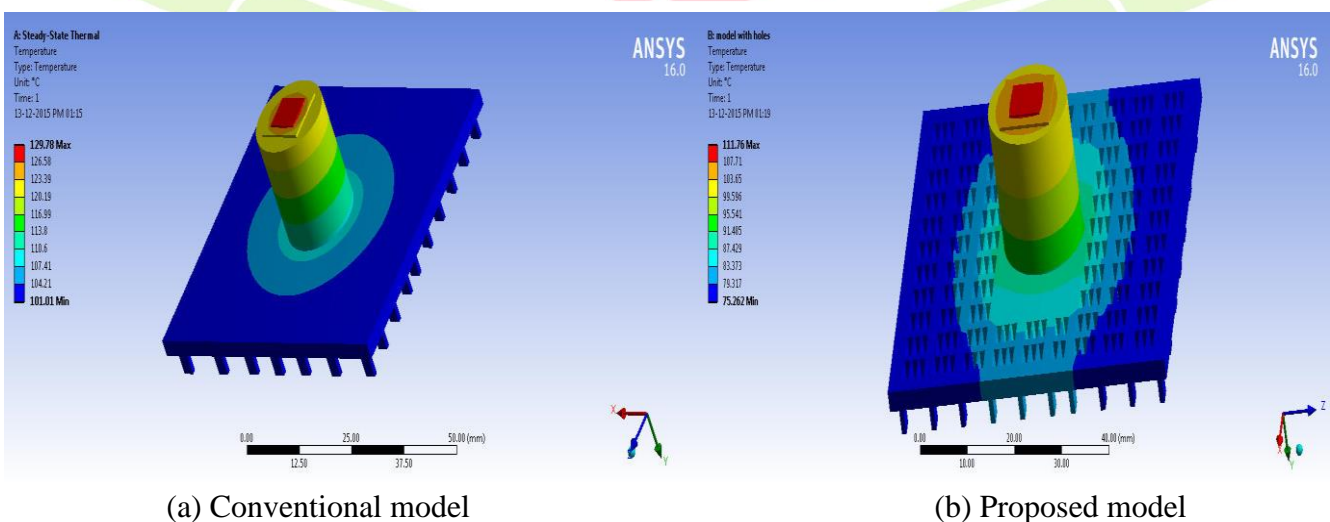 A: Steady-State Thermal
Temperature
Type: Temperature
Unit: °C
Time: 1
13-12-2015 PM 01:15
129.78 Max
126.58
123.39
120.19
116.99
113.8
110.6
107.41
104.21
101.01 Min
ANSYS
16.0
0.00
25.00
50.00 (mm)
12.50
37.50
X
Y
B: model with holes
Temperature
Type: Temperature
Unit: °C
Time: 1
13-12-2015 PM 01:19
111.76 Max
107.71
103.65
99.596
95.541
91.485
87.429
83.373
79.317
75.262 Min
ANSYS
16.0
0.00
20.00
40.00 (mm)
10.00
30.00
Z
X
Y
(a) Conventional model
(b) Proposed model